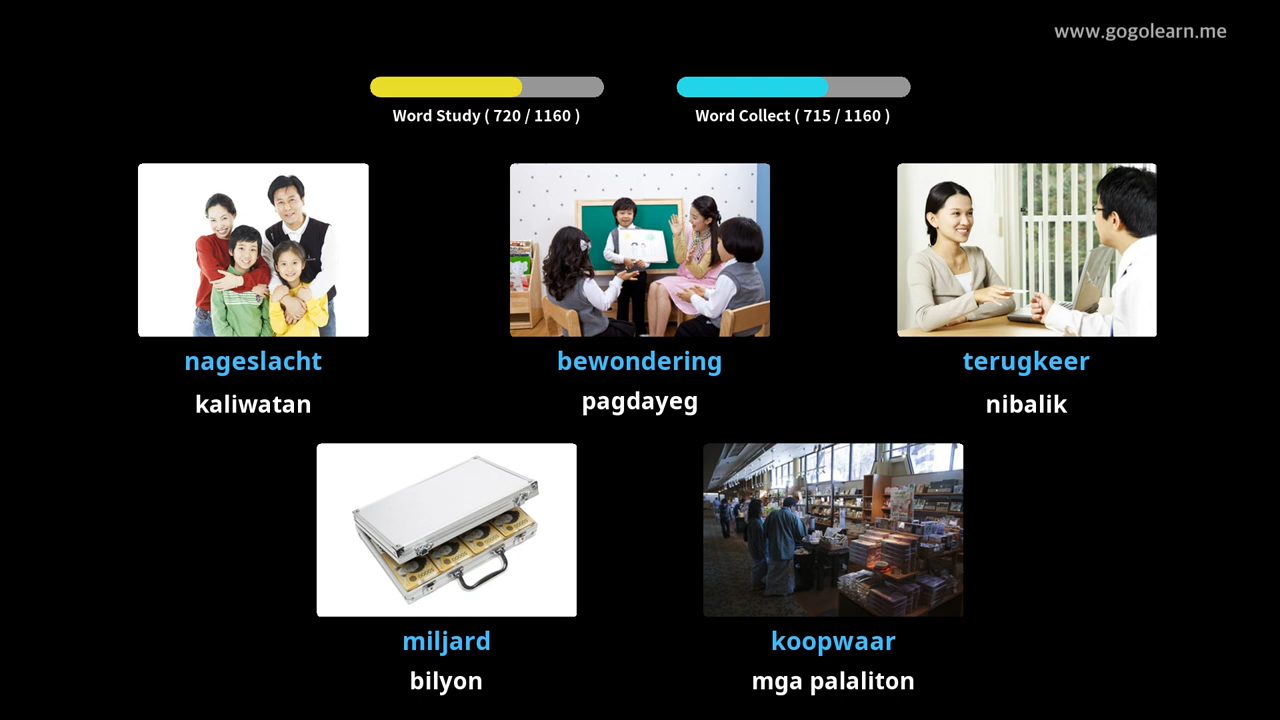 www.gogolearn.me
Word Study ( 720 / 1160 )
Word Collect ( 715 / 1160 )
nageslacht
kaliwatan
bewondering
pagdayeg
terugkeer
nibalik
miljard
bilyon
koopwaar
mga palaliton